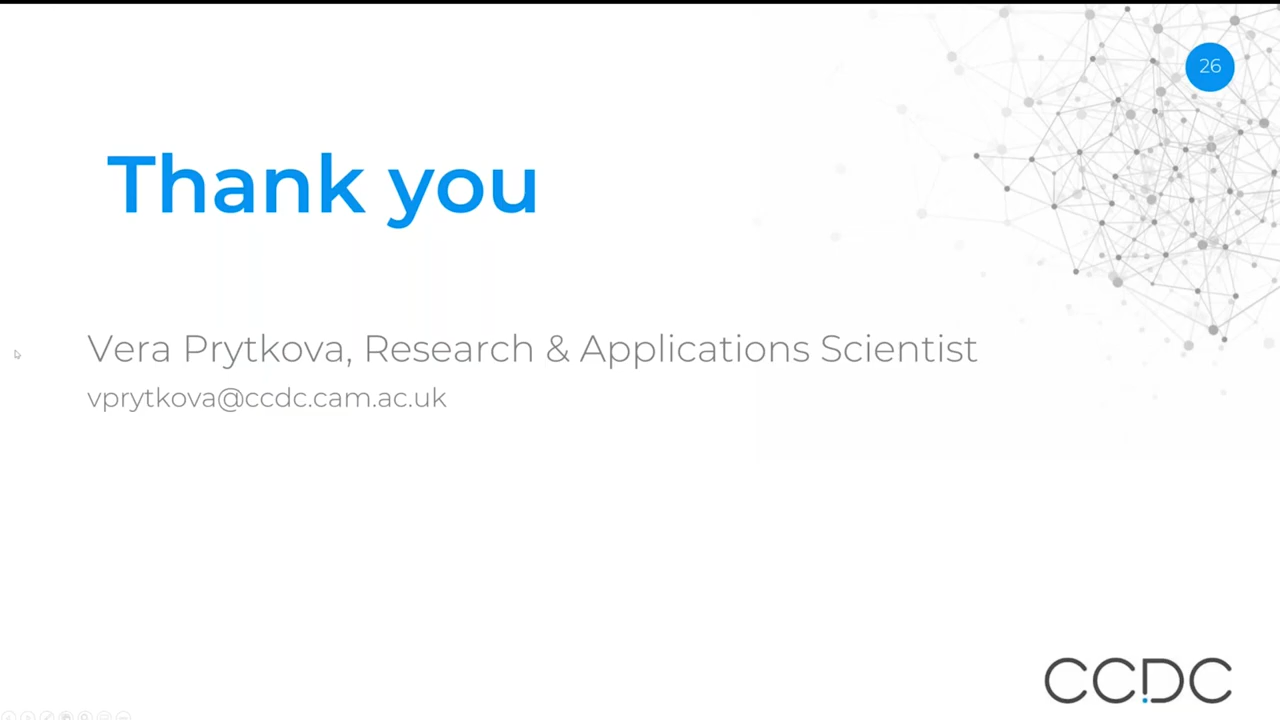 26
Thank you
Vera Prytkova, Research & Applications Scientist
vprytkova@ccdc.cam.ac.uk
CCDC